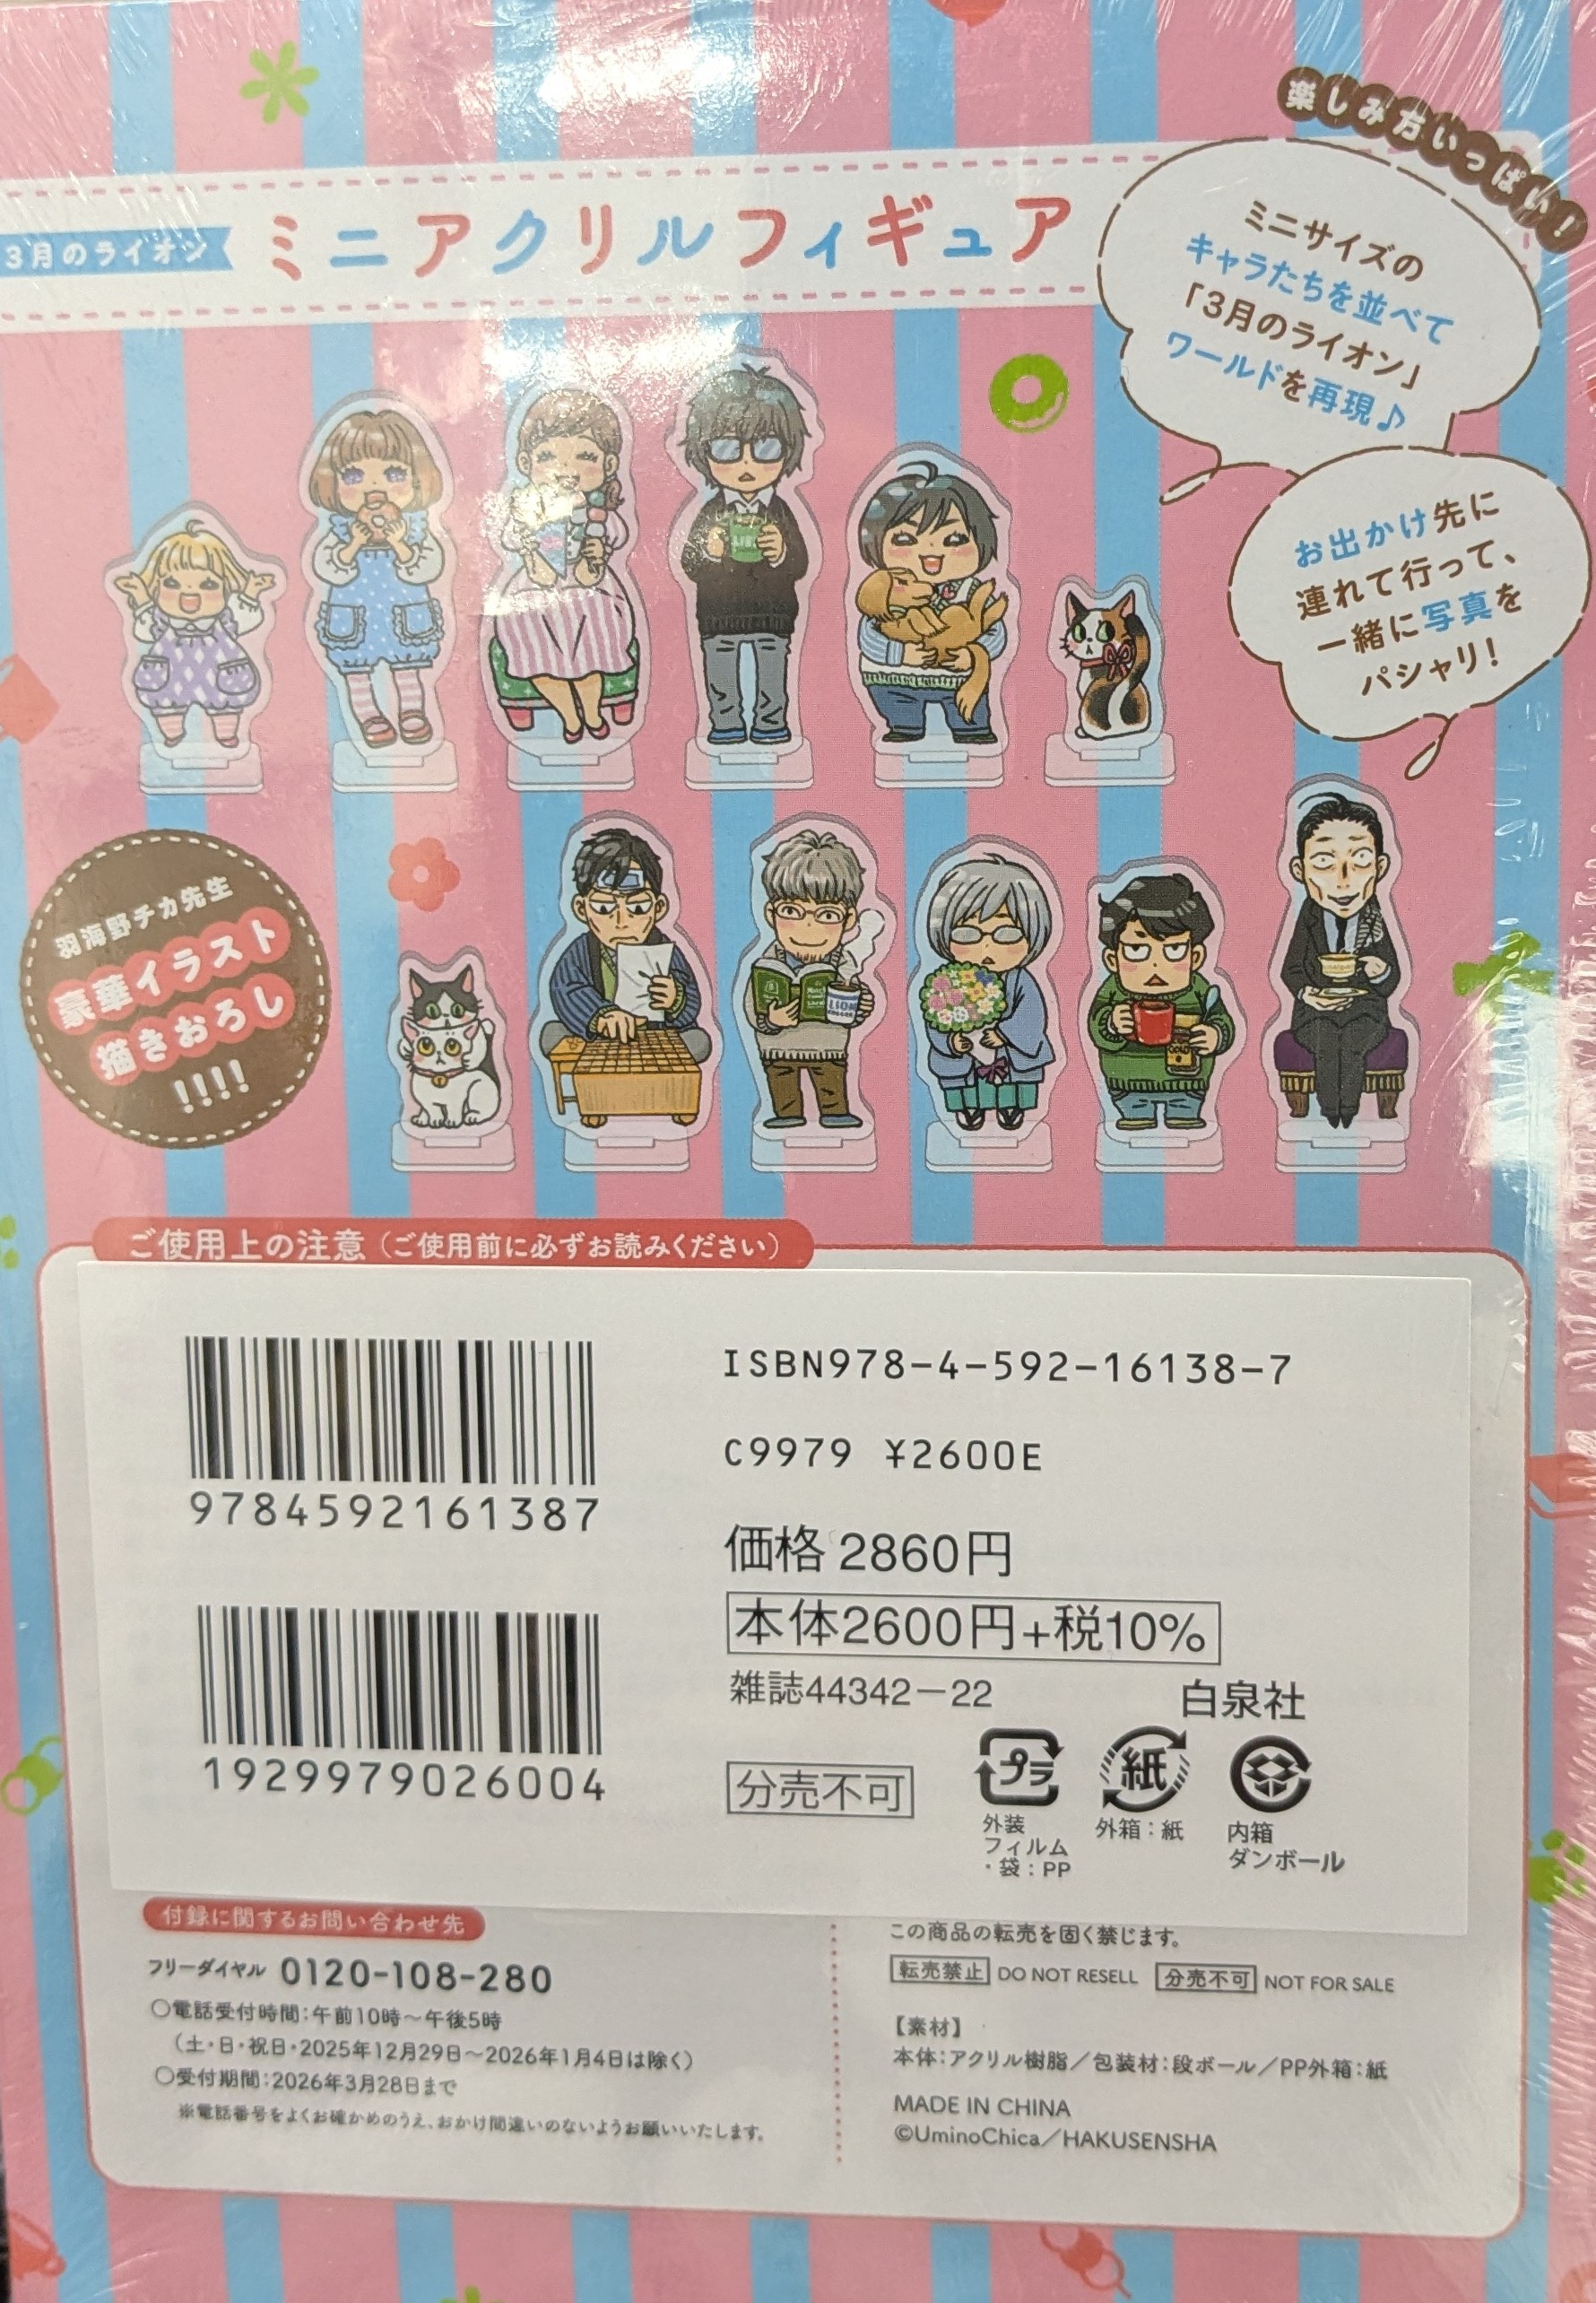 楽しみ方いっぱい!
3月のライオン
ミニアクリルフィギュア
ミニサイズの
キャラたちを並べて
「3月のライオン」
ワールドを再現♪
お出かけ先に
連れて行って、
一緒に写真を
パシャリ!
羽海野チカ先生
豪華イラスト
描きおろし
!!!!
ご使用上の注意(ご使用前に必ずお読みください)
ISBN978-4-592-16138-7
C9979 ¥2600E
9784592161387
価格2860円
本体2600円+税10%
雑誌44342-22
白泉社
1929979026004
分売不可
プラ
外装
フィルム
・袋:PP
紙
外箱:紙
内箱
ダンボール
付録に関するお問い合わせ先
フリーダイヤル 0120-108-280
○電話受付時間:午前10時~午後5時
(土・日・祝日・2025年12月29日~2026年1月4日は除く)
○受付期間:2026年3月28日まで
※電話番号をよくお確かめのうえ、おかけ間違いのないようお願いいたします。
この商品の転売を固く禁じます。
転売禁止 DO NOT RESELL 分売不可 NOT FOR SALE
【素材】
本体:アクリル樹脂/包装材:段ボール/PP外箱:紙
MADE IN CHINA
©UminoChica/HAKUSENSHA